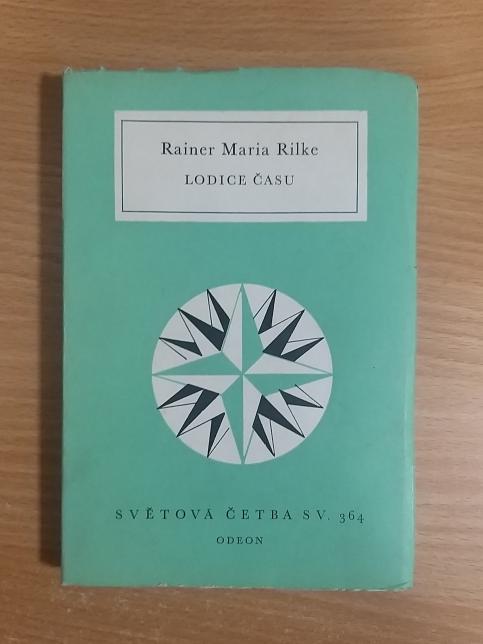 Rainer Maria Rilke
LODICE ČASU
SVĚTOVÁ ČETBA SV. 364
ODEON